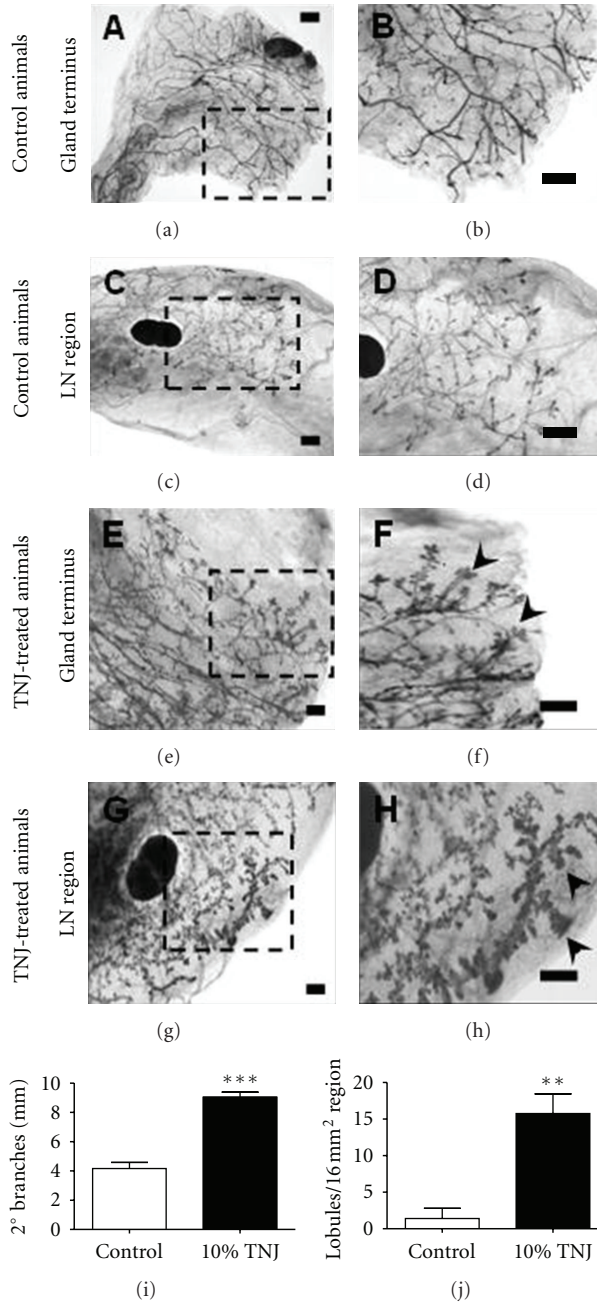 Control animals
Gland terminus
A
B
(a)
(b)
Control animals
LN region
C
D
(c)
(d)
TNJ-treated animals
Gland terminus
E
F
(e)
(f)
TNJ-treated animals
LN region
G
H
(g)
(h)
2° branches (mm)
10
8
6
4
2
0
***
Control
10% TNJ
(i)
Lobules/16 mm² region
20
15
10
5
0
**
Control
10% TNJ
(j)